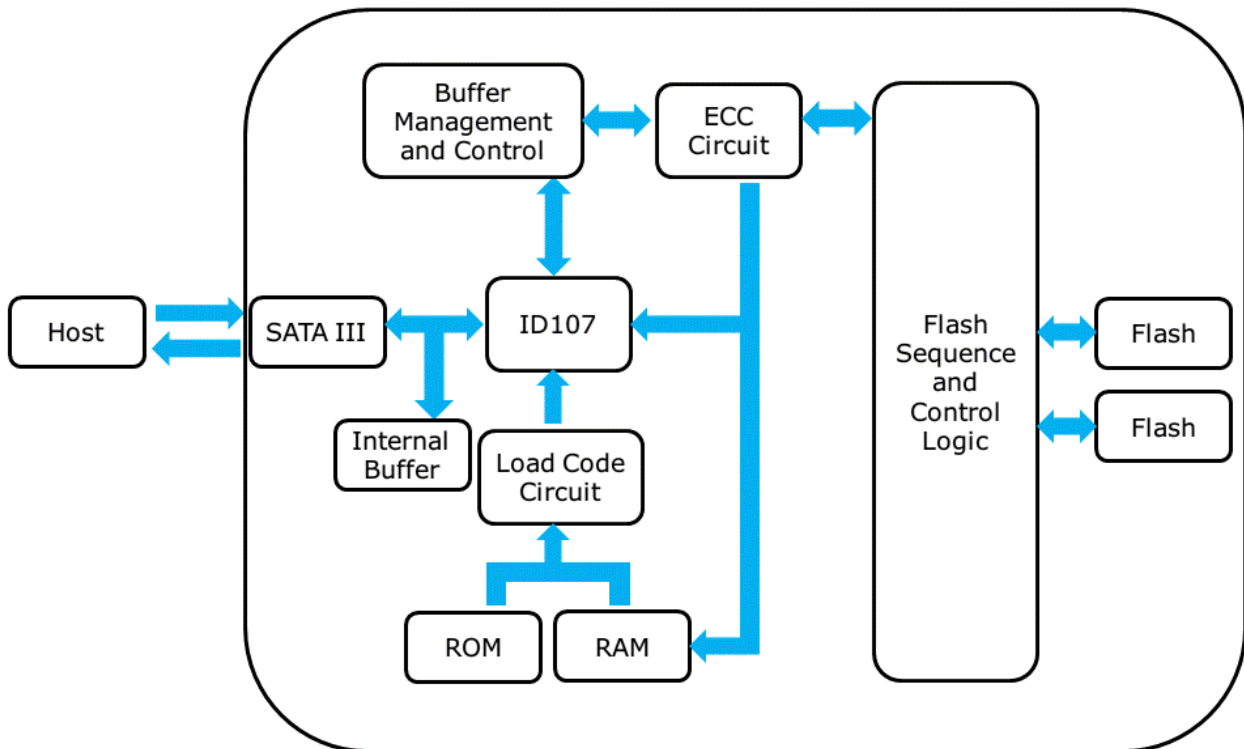 Buffer
Management
and Control
ECC
Circuit
Host
SATA III
ID107
Flash
Sequence
and
Control
Logic
Flash
Flash
Internal
Buffer
Load Code
Circuit
ROM
RAM